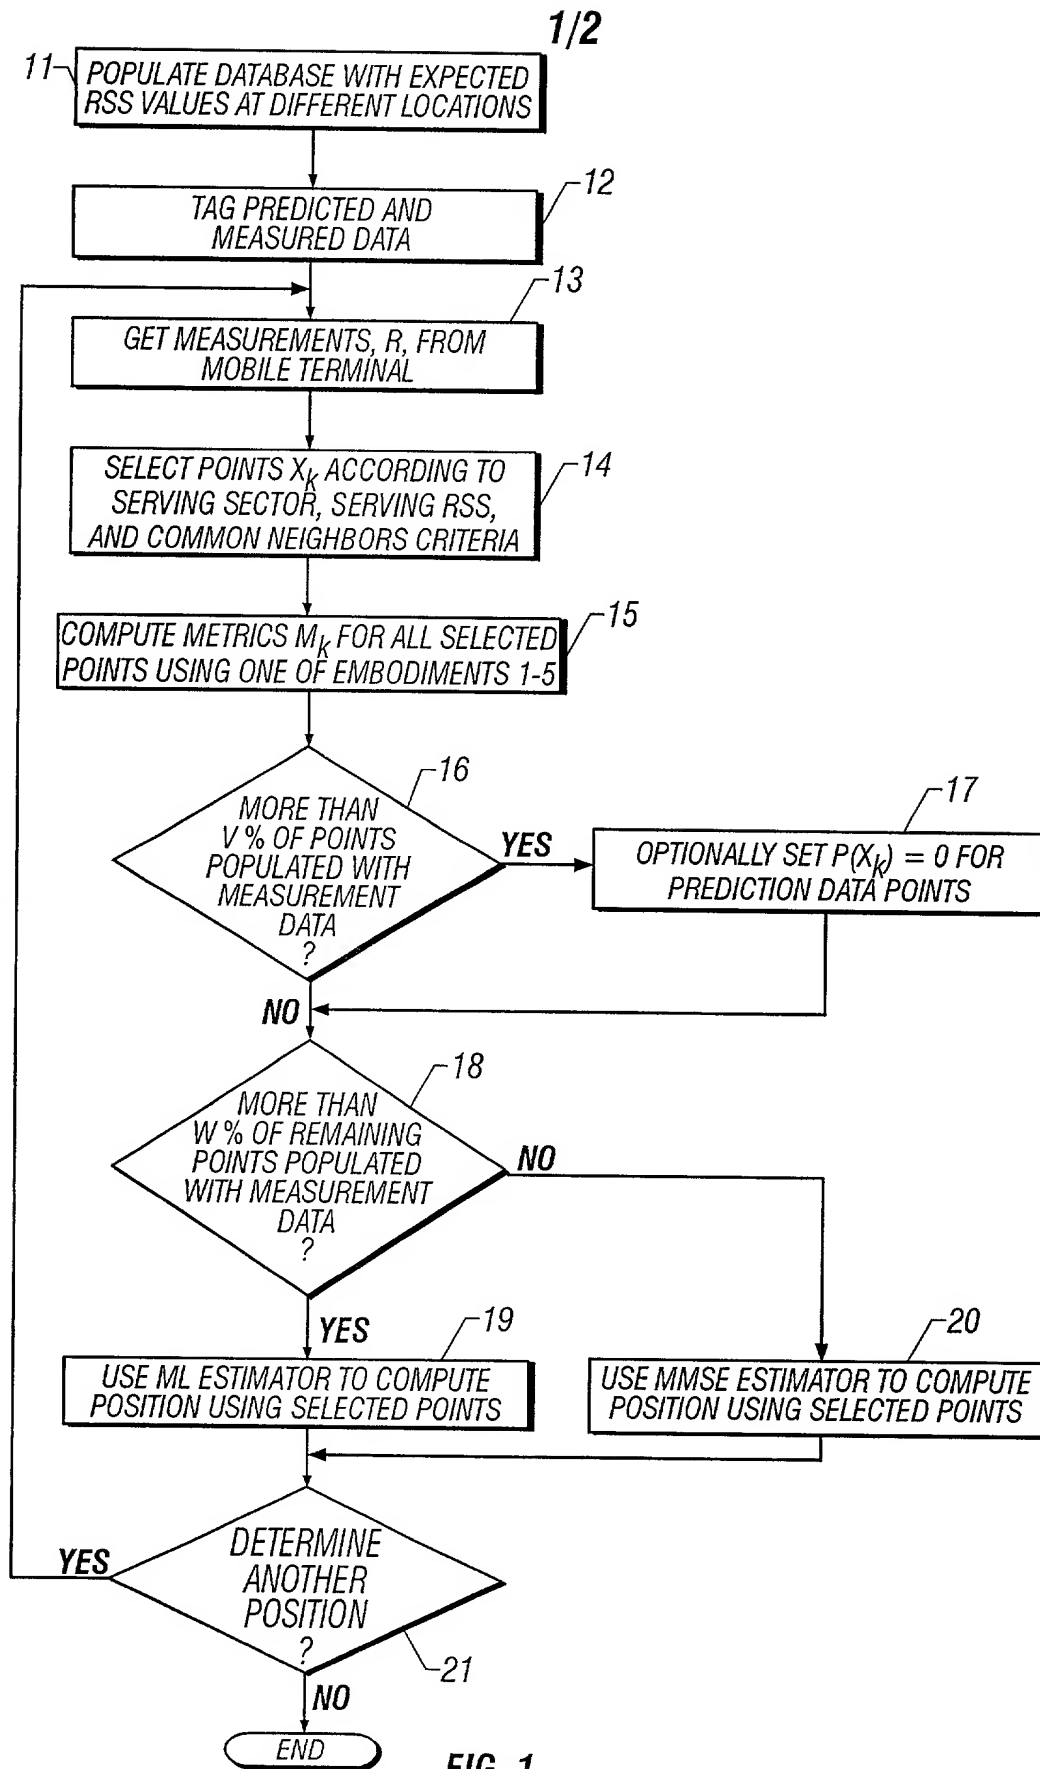 1/2
11
POPULATE DATABASE WITH EXPECTED
RSS VALUES AT DIFFERENT LOCATIONS
12
TAG PREDICTED AND
MEASURED DATA
13
GET MEASUREMENTS, R, FROM
MOBILE TERMINAL
14
SELECT POINTS Xk ACCORDING TO
SERVING SECTOR, SERVING RSS,
AND COMMON NEIGHBORS CRITERIA
15
COMPUTE METRICS Mk FOR ALL SELECTED
POINTS USING ONE OF EMBODIMENTS 1-5
16
MORE THAN
V % OF POINTS
POPULATED WITH
MEASUREMENT
DATA
?
YES
17
OPTIONALLY SET P(Xk) = 0 FOR
PREDICTION DATA POINTS
NO
18
MORE THAN
W % OF REMAINING
POINTS POPULATED
WITH MEASUREMENT
DATA
?
NO
YES
19
USE ML ESTIMATOR TO COMPUTE
POSITION USING SELECTED POINTS
20
USE MMSE ESTIMATOR TO COMPUTE
POSITION USING SELECTED POINTS
YES
DETERMINE
ANOTHER
POSITION
?
21
NO
END
FIG. 1